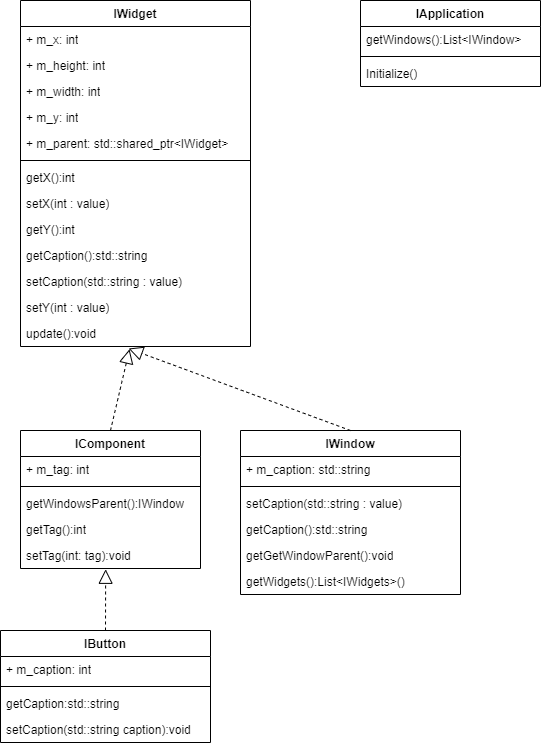 IWidget
+ m_x: int
+ m_height: int
+ m_width: int
+ m_y: int
+ m_parent: std::shared_ptr<IWidget>
getX():int
setX(int : value)
getY():int
getCaption():std::string
setCaption(std::string : value)
setY(int : value)
update():void
IApplication
getWindows():List<IWindow>
Initialize()
IComponent
+ m_tag: int
getWindowsParent():IWindow
getTag():int
setTag(int: tag):void
IWindow
+ m_caption: std::string
setCaption(std::string : value)
getCaption():std::string
getGetWindowParent():void
getWidgets():List<IWidgets>()
IButton
+ m_caption: int
getCaption:std::string
setCaption(std::string caption):void